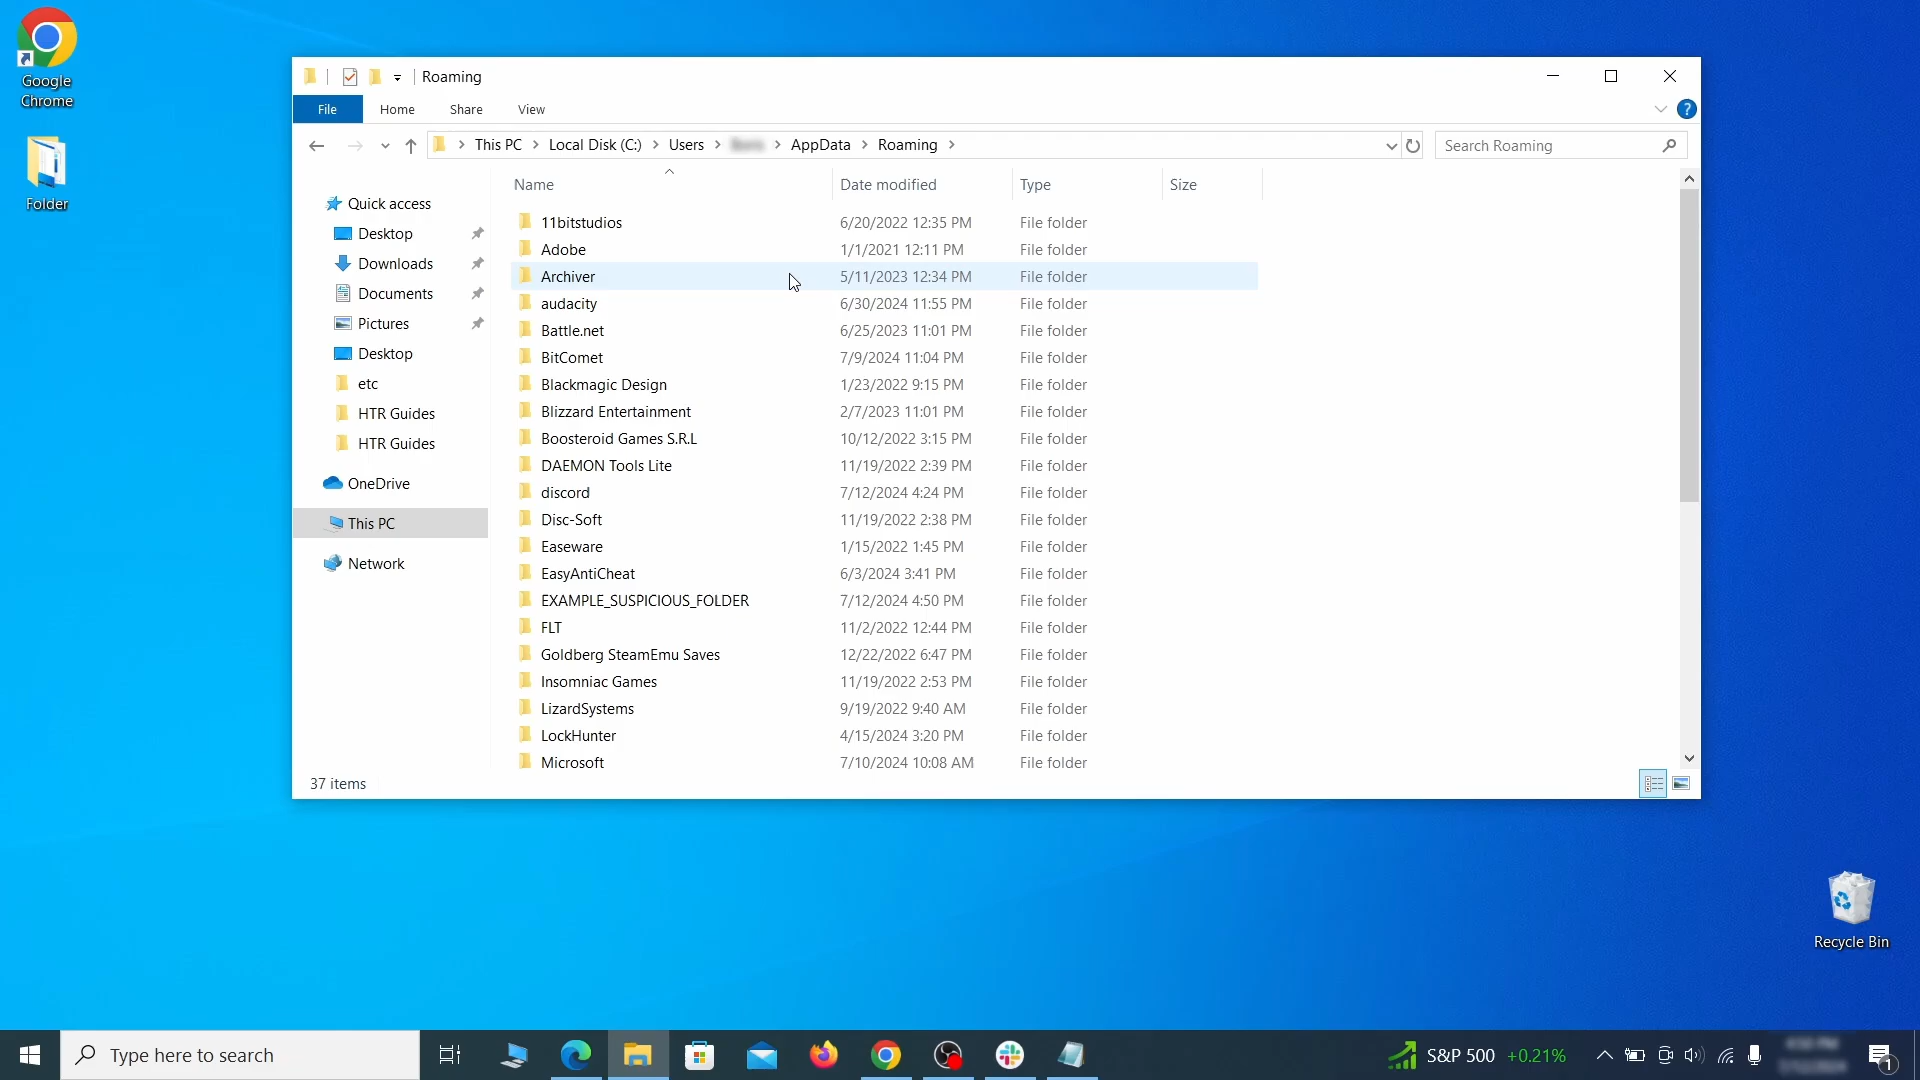 Google
Chrome
Folder
Roaming
File
Home
Share
View
?
This PC
Local Disk (C:)
Users
AppData
Roaming
Search Roaming
Name
Date modified
Type
Size
Quick access
Desktop
Downloads
Documents
Pictures
Desktop
etc
HTR Guides
HTR Guides
OneDrive
This PC
Network
11bitstudios 6/20/2022 12:35 PM File folder
Adobe 1/1/2021 12:11 PM File folder
Archiver 5/11/2023 12:34 PM File folder
audacity 6/30/2024 11:55 PM File folder
Battle.net 6/25/2023 11:01 PM File folder
BitComet 7/9/2024 11:04 PM File folder
Blackmagic Design 1/23/2022 9:15 PM File folder
Blizzard Entertainment 2/7/2023 11:01 PM File folder
Boosteroid Games S.R.L 10/12/2022 3:15 PM File folder
DAEMON Tools Lite 11/19/2022 2:39 PM File folder
discord 7/12/2024 4:24 PM File folder
Disc-Soft 11/19/2022 2:38 PM File folder
Easeware 1/15/2022 1:45 PM File folder
EasyAntiCheat 6/3/2024 3:41 PM File folder
EXAMPLE_SUSPICIOUS_FOLDER 7/12/2024 4:50 PM File folder
FLT 11/2/2022 12:44 PM File folder
Goldberg SteamEmu Saves 12/22/2022 6:47 PM File folder
Insomniac Games 11/19/2022 2:53 PM File folder
LizardSystems 9/19/2022 9:40 AM File folder
LockHunter 4/15/2024 3:20 PM File folder
Microsoft 7/10/2024 10:08 AM File folder
37 items
Recycle Bin
Type here to search
S&P 500 +0.21%
1